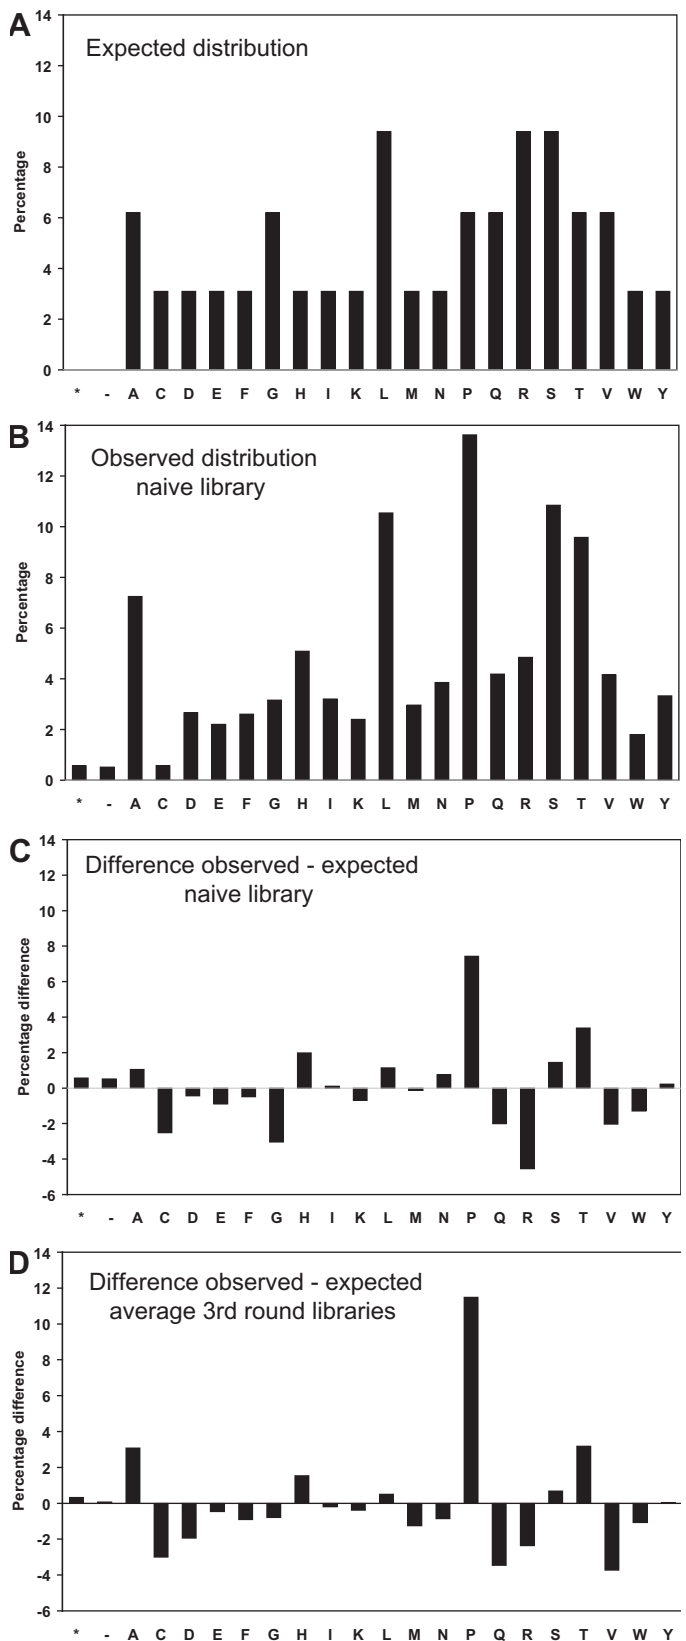 A
Expected distribution
Percentage
14
12
10
8
6
4
2
0
* - A C D E F G H I K L M N P Q R S T V W Y
B
Observed distribution
naive library
Percentage
14
12
10
8
6
4
2
0
* - A C D E F G H I K L M N P Q R S T V W Y
C
Difference observed - expected
naive library
Percentage difference
14
12
10
8
6
4
2
0
-2
-4
-6
* - A C D E F G H I K L M N P Q R S T V W Y
D
Difference observed - expected
average 3rd round libraries
Percentage difference
14
12
10
8
6
4
2
0
-2
-4
-6
* - A C D E F G H I K L M N P Q R S T V W Y